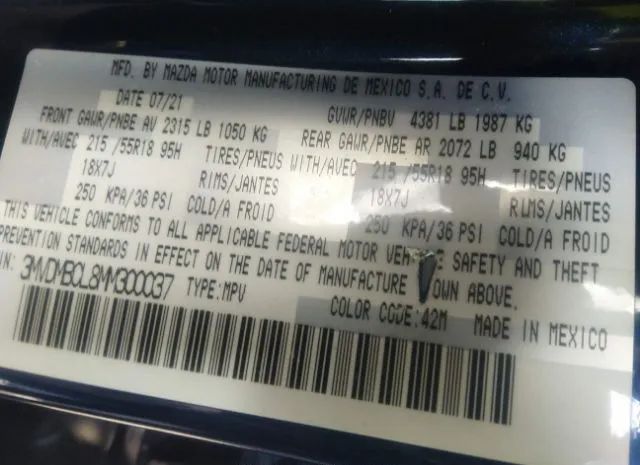 MFD. BY MAZDA MOTOR MANUFACTURING DE MEXICO S.A. DE C.V.
DATE 07/21 GVWR/PNBV 4381 LB 1987 KG
FRONT GAWR/PNBE AV 2315 LB 1050 KG REAR GAWR/PNBE AR 2072 LB 940 KG
WITH/AVEC 215 /55R18 95H TIRES/PNEUS WITH/AVEC 215 /55R18 95H TIRES/PNEUS
18X7J RIMS/JANTES 18X7J RIMS/JANTES
250 KPA/36 PSI COLD/A FROID 250 KPA/36 PSI COLD/A FROID
THIS VEHICLE CONFORMS TO ALL APPLICABLE FEDERAL MOTOR VEH SAFETY AND THEFT
PREVENTION STANDARDS IN EFFECT ON THE DATE OF MANUFACTURE OWN ABOVE.
IN: 3MVDMBCL8MM300037 TYPE:MPV
COLOR CODE:42M MADE IN MEXICO